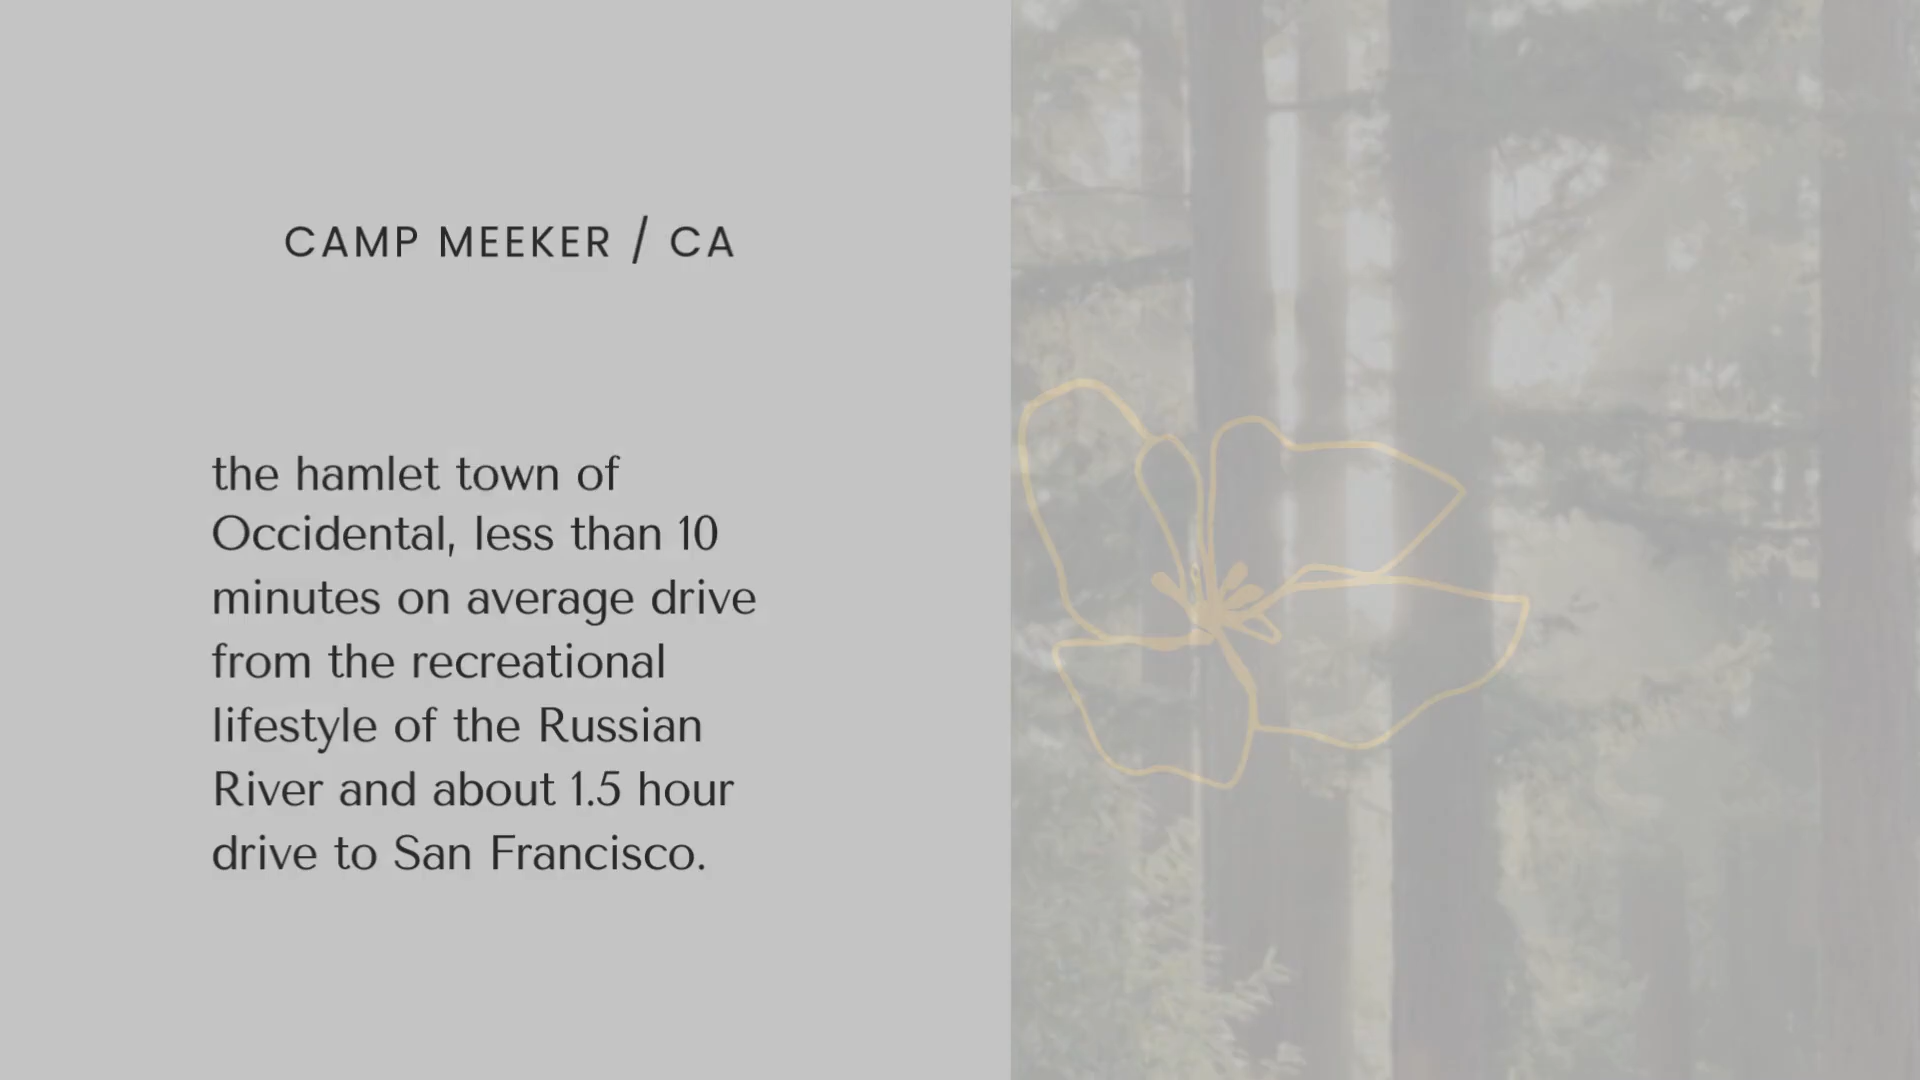 CAMP MEEKER / CA
the hamlet town of
Occidental, less than 10
minutes on average drive
from the recreational
lifestyle of the Russian
River and about 1.5 hour
drive to San Francisco.